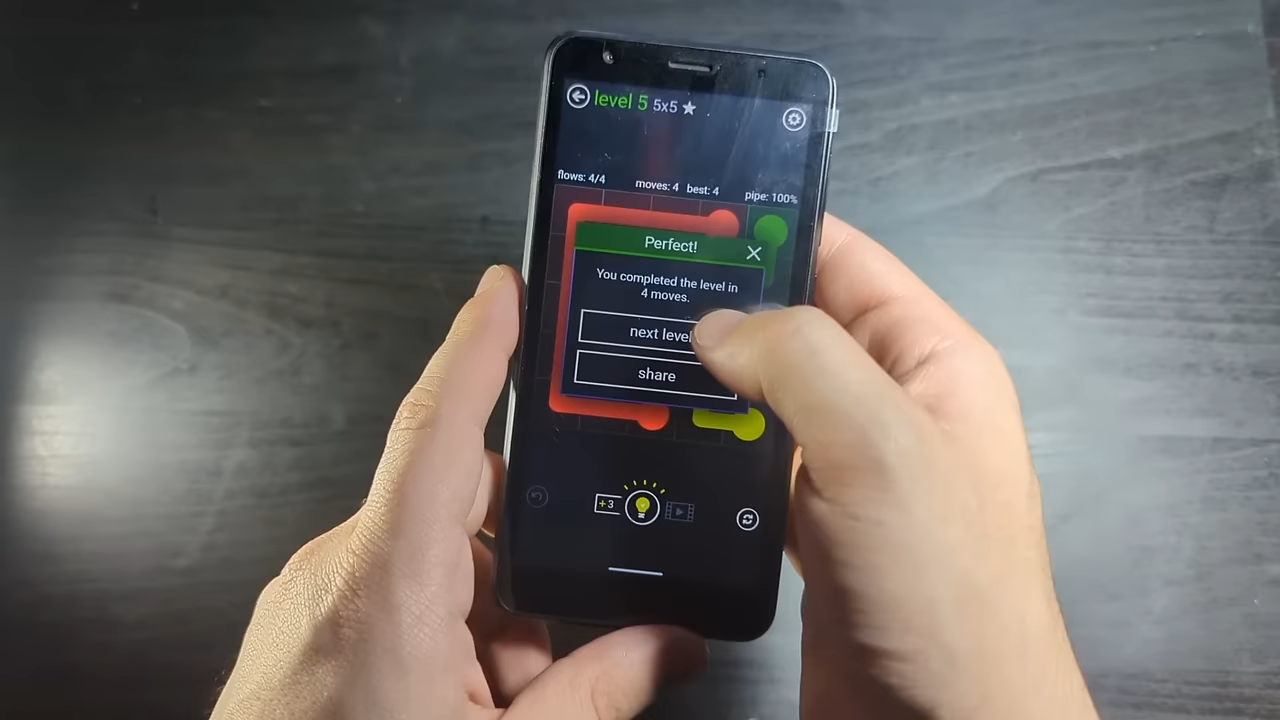 level 5 5x5
flows: 4/4 moves: 4 best: 4 pipe: 100%
Perfect!
You completed the level in
4 moves.
next level
share
+3